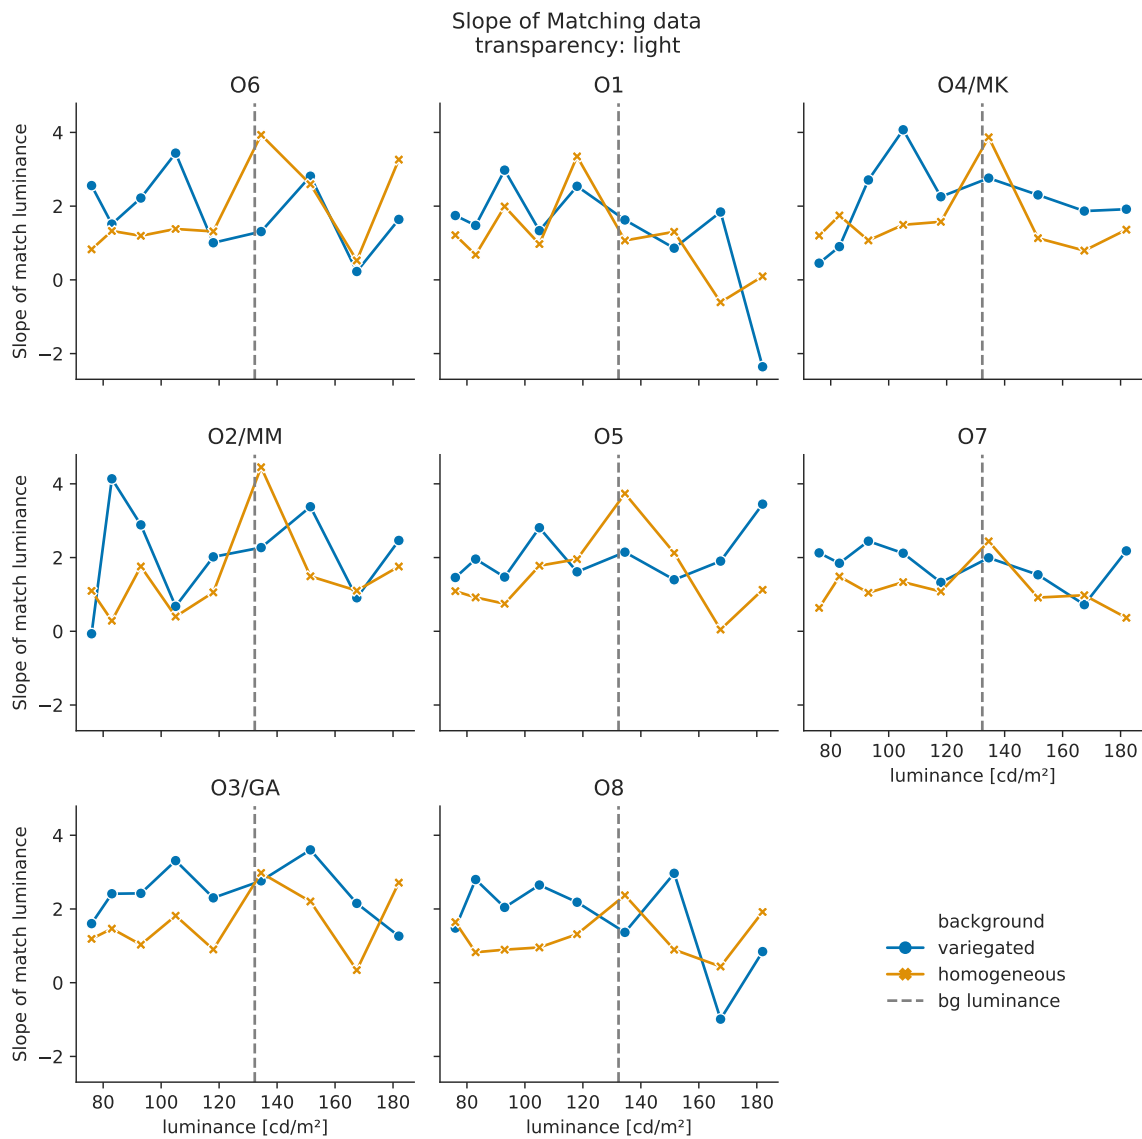 Slope of Matching data
transparency: light
O6
O1
O4/MK
Slope of match luminance
4
2
0
−2
O2/MM
O5
O7
Slope of match luminance
4
2
0
−2
80 100 120 140 160 180
luminance [cd/m²]
O3/GA
O8
Slope of match luminance
4
2
0
−2
80 100 120 140 160 180
luminance [cd/m²]
80 100 120 140 160 180
luminance [cd/m²]
background
variegated
homogeneous
bg luminance